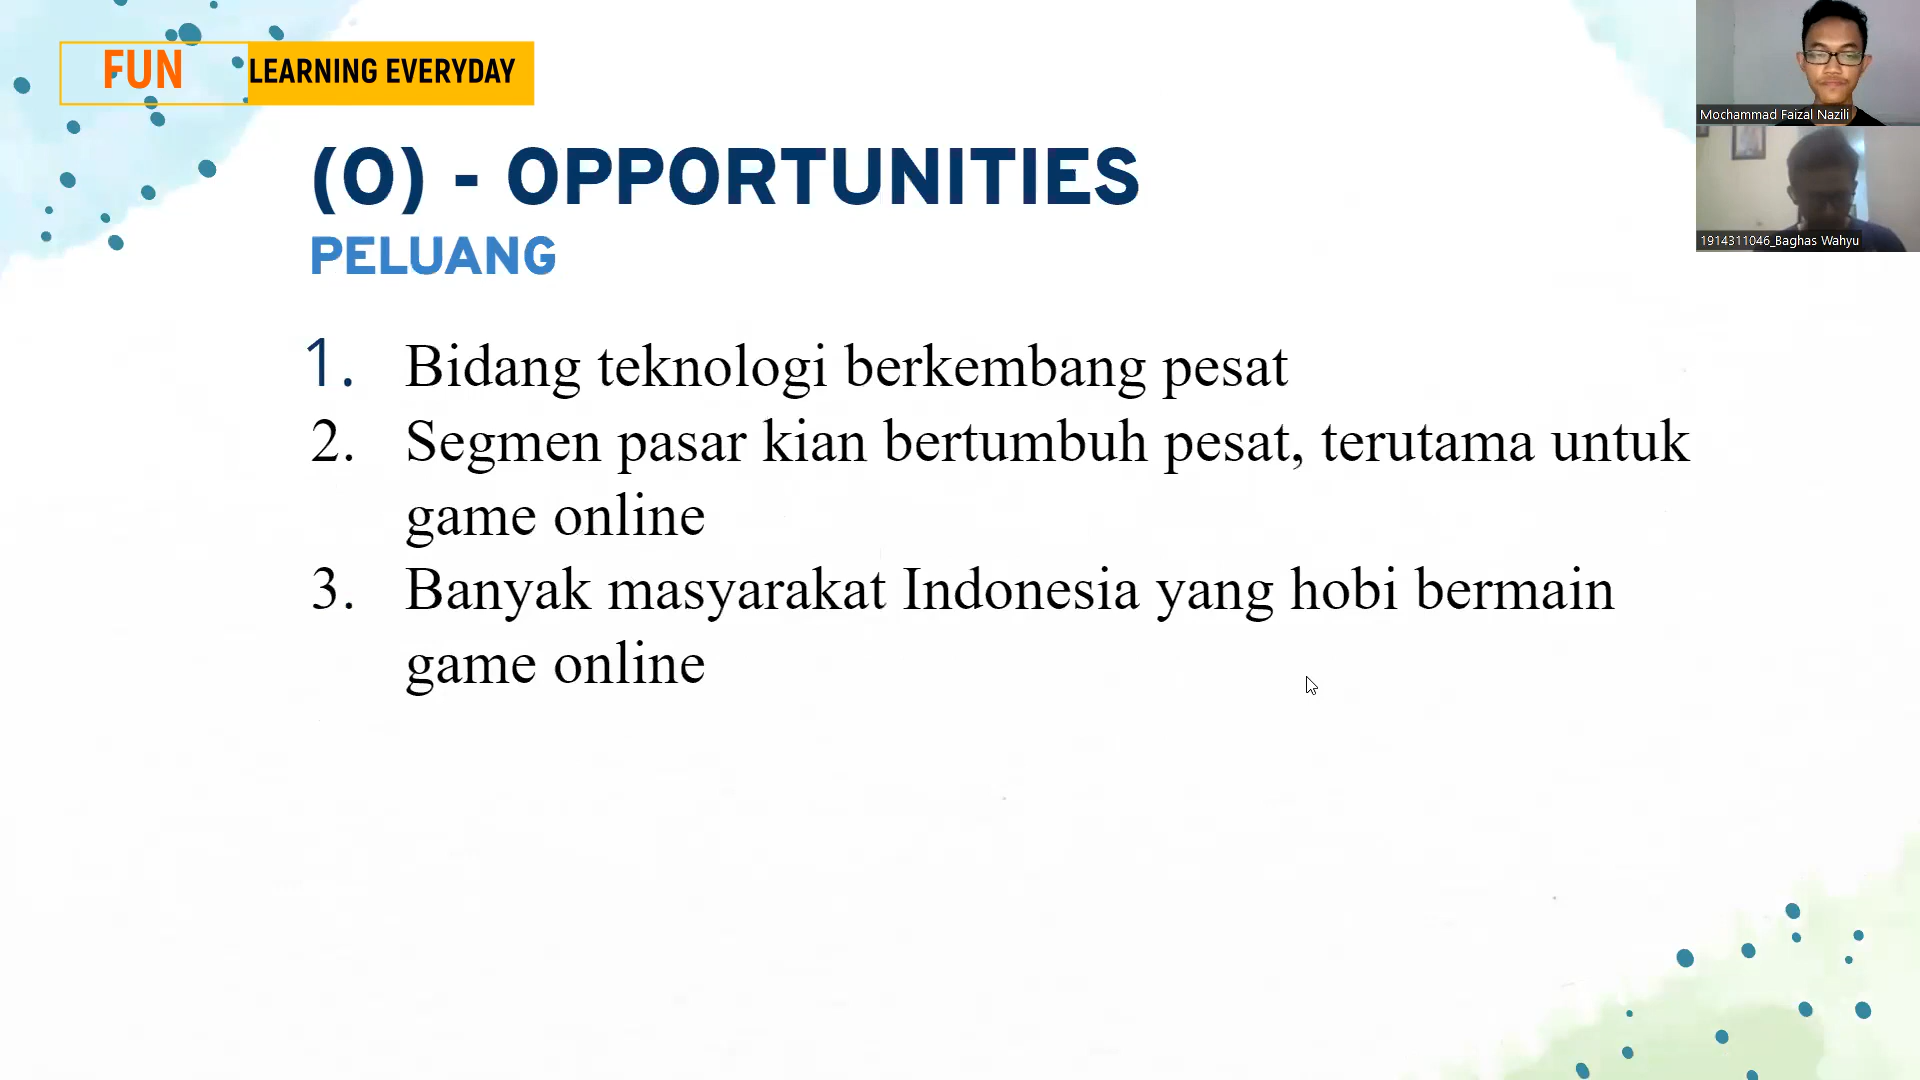 FUN LEARNING EVERYDAY
Mochammad Faizal Nazili
1914311046_Baghas Wahyu
(O) - OPPORTUNITIES
PELUANG
1. Bidang teknologi berkembang pesat
2. Segmen pasar kian bertumbuh pesat, terutama untuk
game online
3. Banyak masyarakat Indonesia yang hobi bermain
game online